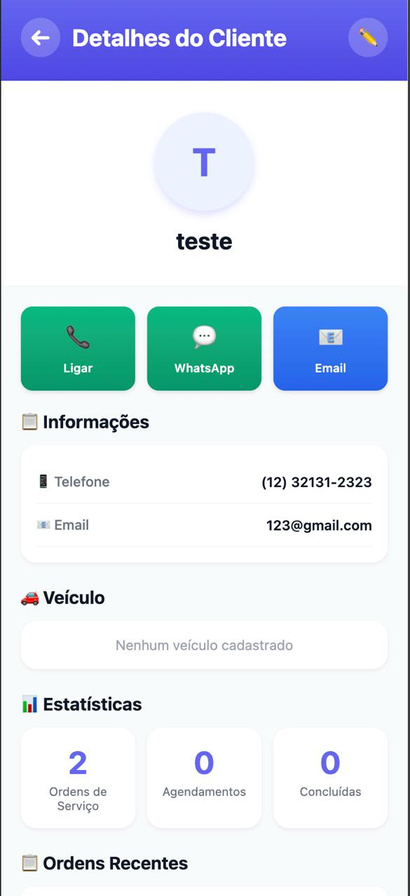 Detalhes do Cliente
T
teste
Ligar
WhatsApp
Email
Informações
Telefone (12) 32131-2323
Email 123@gmail.com
Veículo
Nenhum veículo cadastrado
Estatísticas
2
Ordens de
Serviço
0
Agendamentos
0
Concluídas
Ordens Recentes